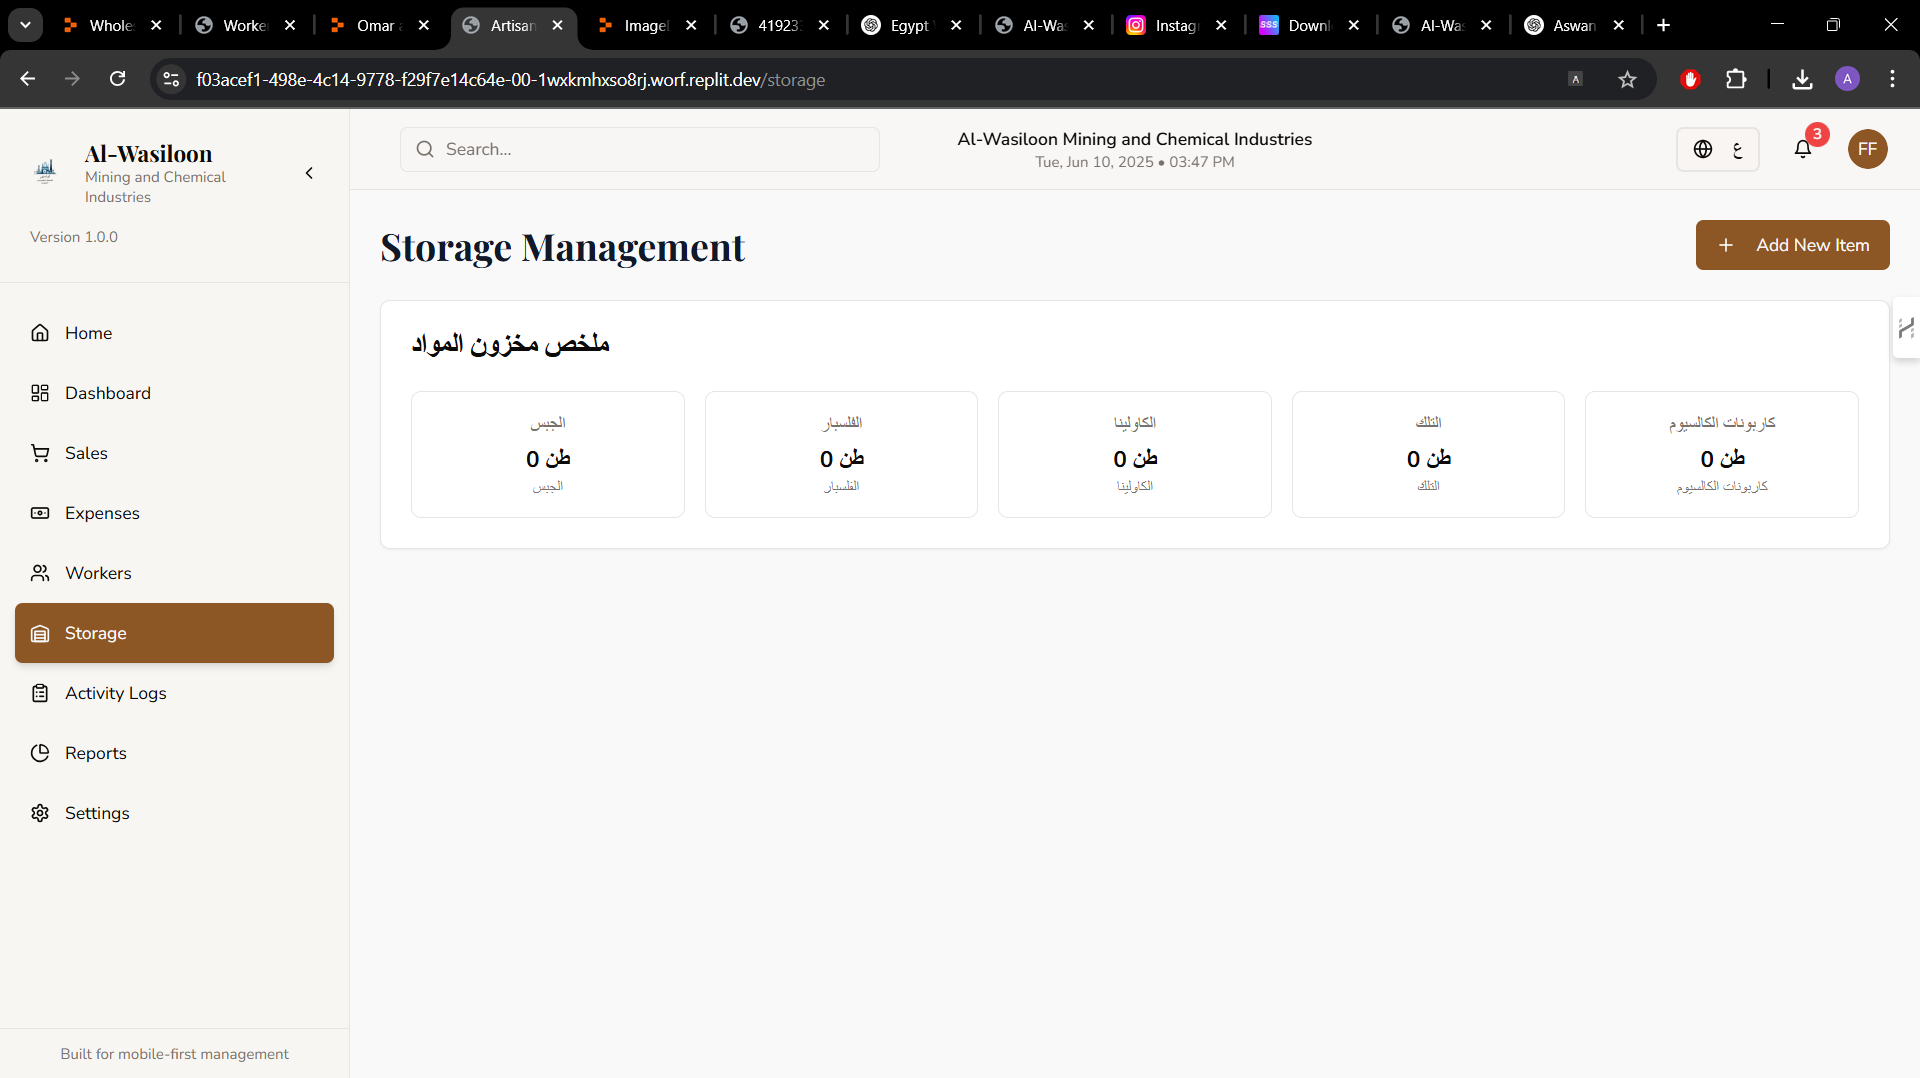 Whole
Worke
Omar a
Artisan
Image
41923
Egypt
Al-Was
Instag
Downl
Al-Was
Aswan
f03acef1-498e-4c14-9778-f29f7e14c64e-00-1wxkmhxso8rj.worf.replit.dev/storage
A
A
Al-Wasiloon
Mining and Chemical
Industries
Version 1.0.0
Search...
Al-Wasiloon Mining and Chemical Industries
Tue, Jun 10, 2025 • 03:47 PM
ع
3
FF
Home
Dashboard
Sales
Expenses
Workers
Storage
Activity Logs
Reports
Settings
Built for mobile-first management
Storage Management
+ Add New Item
ملخص مخزون المواد
الجبس
0 طن
الجبس
الفلسبار
0 طن
الفلسبار
الكاولينا
0 طن
الكاولينا
التلك
0 طن
التلك
كاربونات الكالسيوم
0 طن
كاربونات الكالسيوم